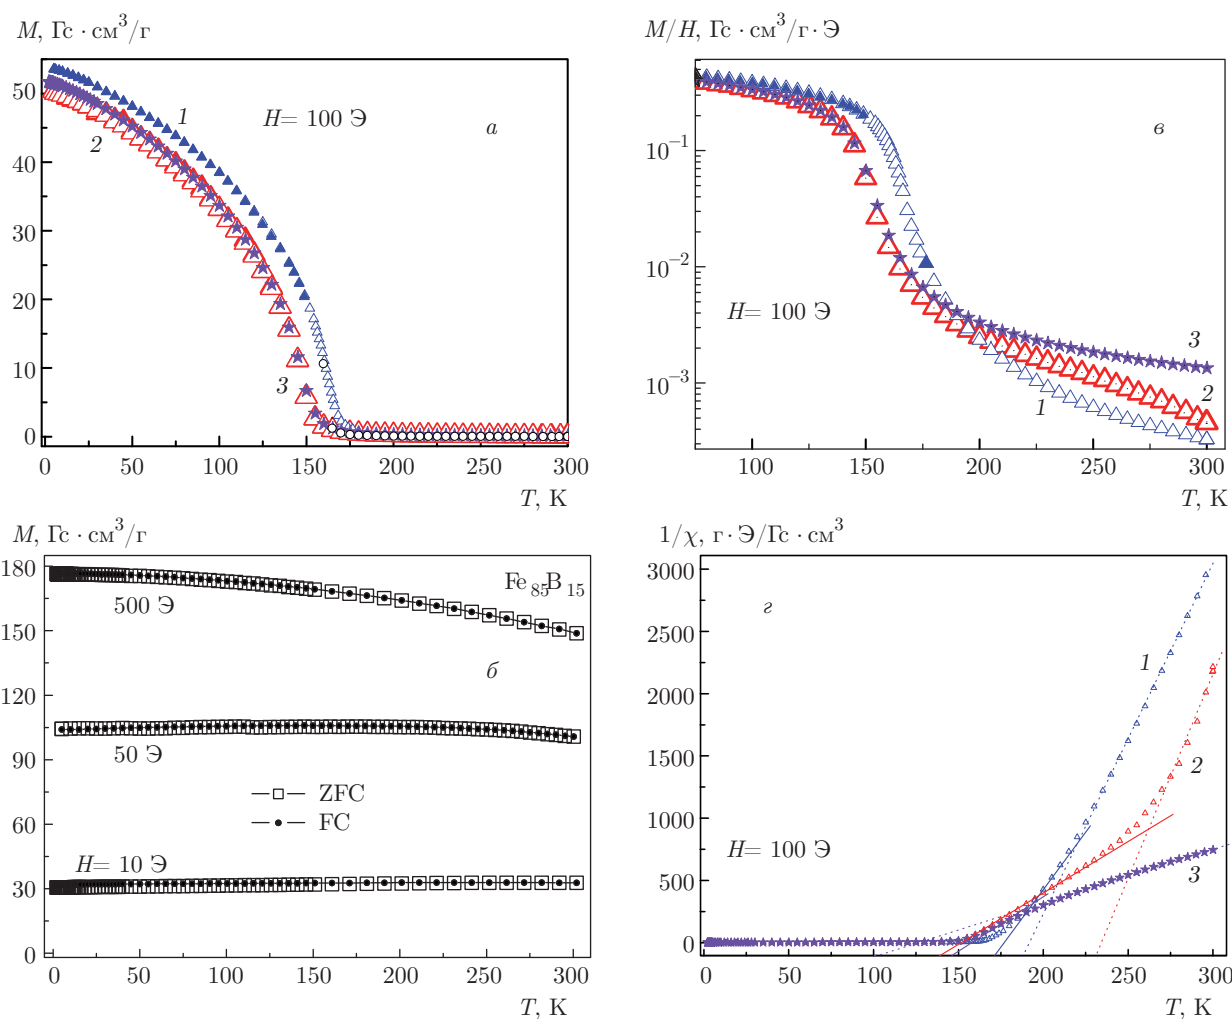 M, Гс · см³/г
50
40
30
20
10
0
1
2
3
H = 100 Э
а
0 50 100 150 200 250 300
T, K
M/H, Гс · см³/г · Э
10⁻¹
10⁻²
10⁻³
в
H = 100 Э
3
2
1
100 150 200 250 300
T, K
M, Гс · см³/г
180
150
120
90
60
30
0
Fe₈₅B₁₅
500 Э
б
50 Э
ZFC
FC
H = 10 Э
0 50 100 150 200 250 300
T, K
1/χ, г · Э/Гс · см³
3000
2500
2000
1500
1000
500
0
г
1
2
3
H = 100 Э
0 50 100 150 200 250 300
T, K